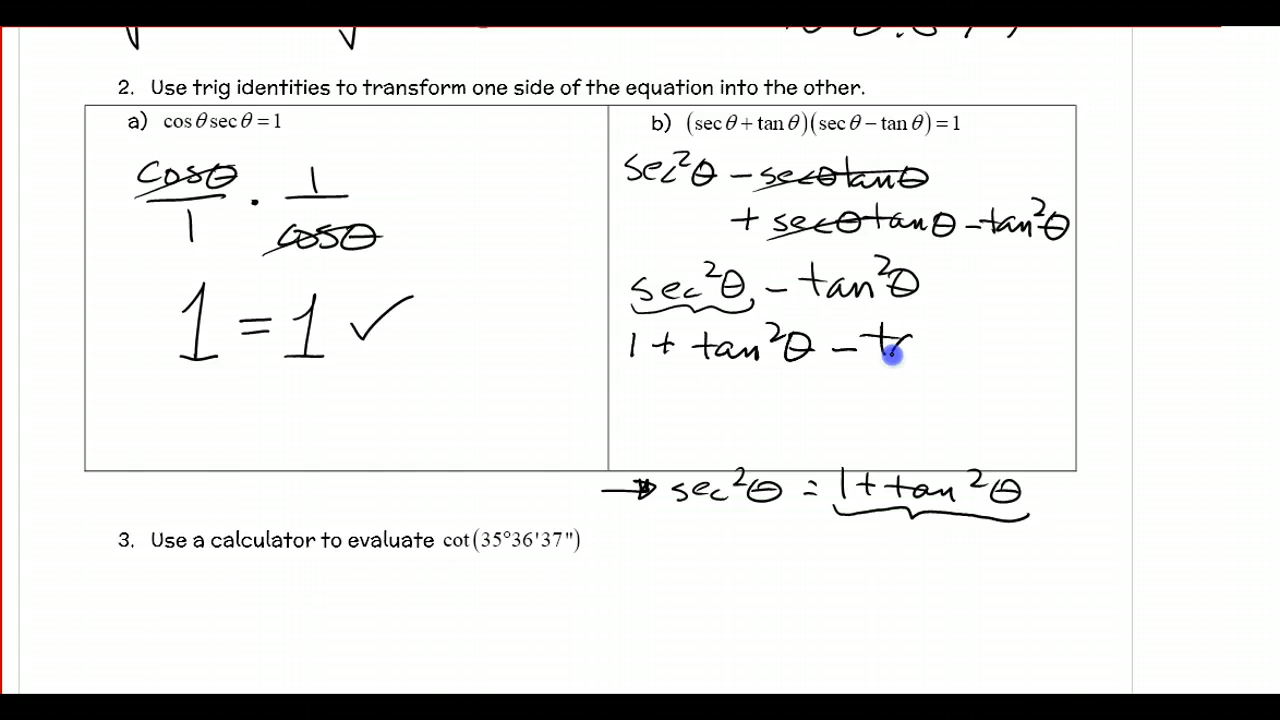 2. Use trig identities to transform one side of the equation into the other.
a) cos θ sec θ = 1
cosθ/1 · 1/cosθ
1 = 1 ✓
b) (sec θ + tan θ)(sec θ − tan θ) = 1
sec²θ − secθtanθ
+ secθtanθ − tan²θ
sec²θ − tan²θ
1 + tan²θ − t
→ sec²θ = 1 + tan²θ
3. Use a calculator to evaluate cot(35°36'37")